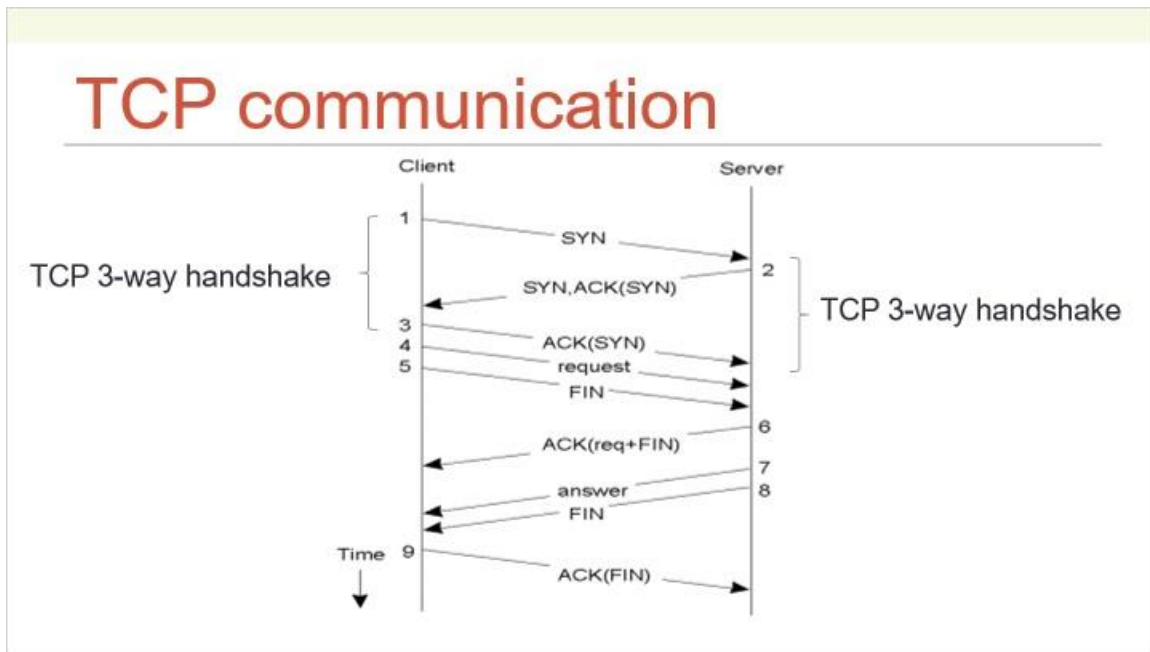 TCP communication
Client
Server
1
SYN
2
TCP 3-way handshake
SYN,ACK(SYN)
TCP 3-way handshake
3
ACK(SYN)
4
request
5
FIN
6
ACK(req+FIN)
7
answer
8
FIN
Time
9
ACK(FIN)